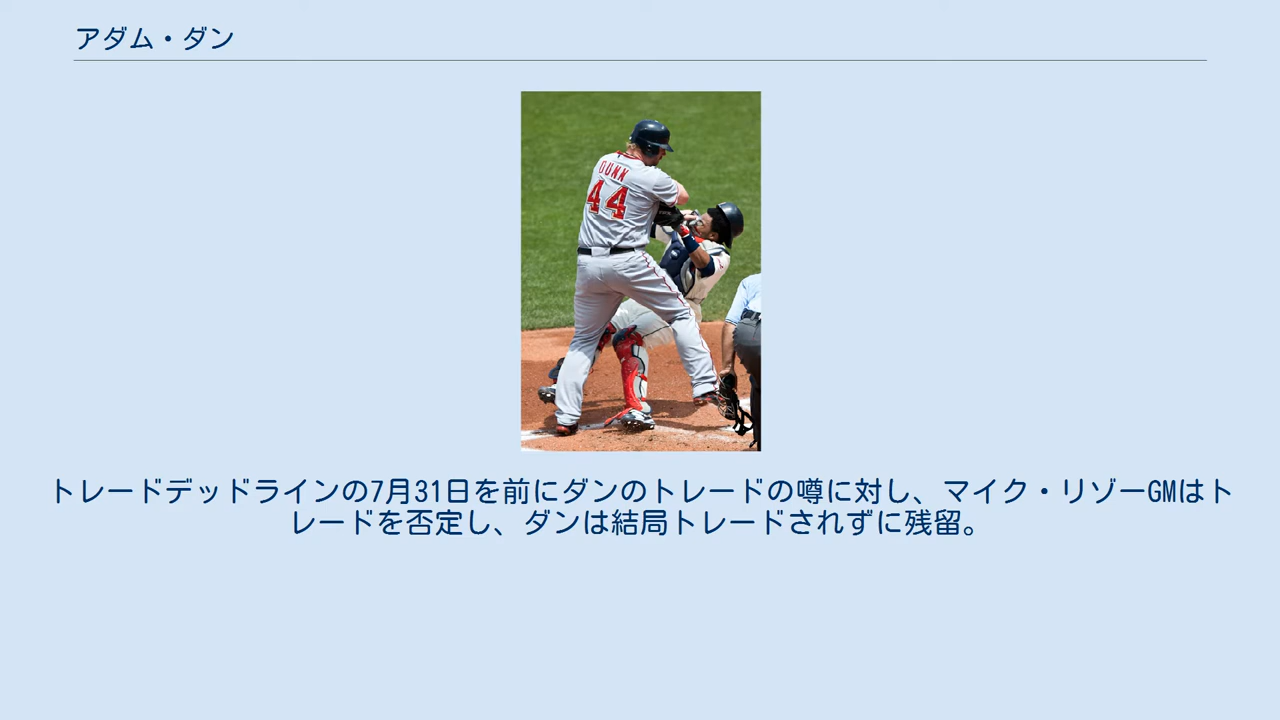 アダム・ダン
DUNN
44
トレードデッドラインの7月31日を前にダンのトレードの噂に対し、マイク・リゾーGMはト
レードを否定し、ダンは結局トレードされずに残留。